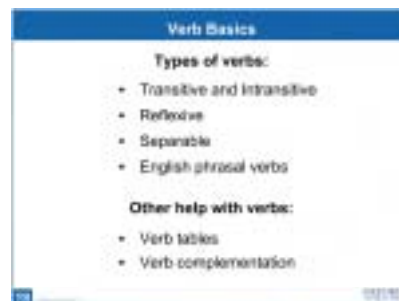 Verb Basics
Types of verbs:
• Transitive and Intransitive
• Reflexive
• Separable
• English phrasal verbs
Other help with verbs:
• Verb tables
• Verb complementation